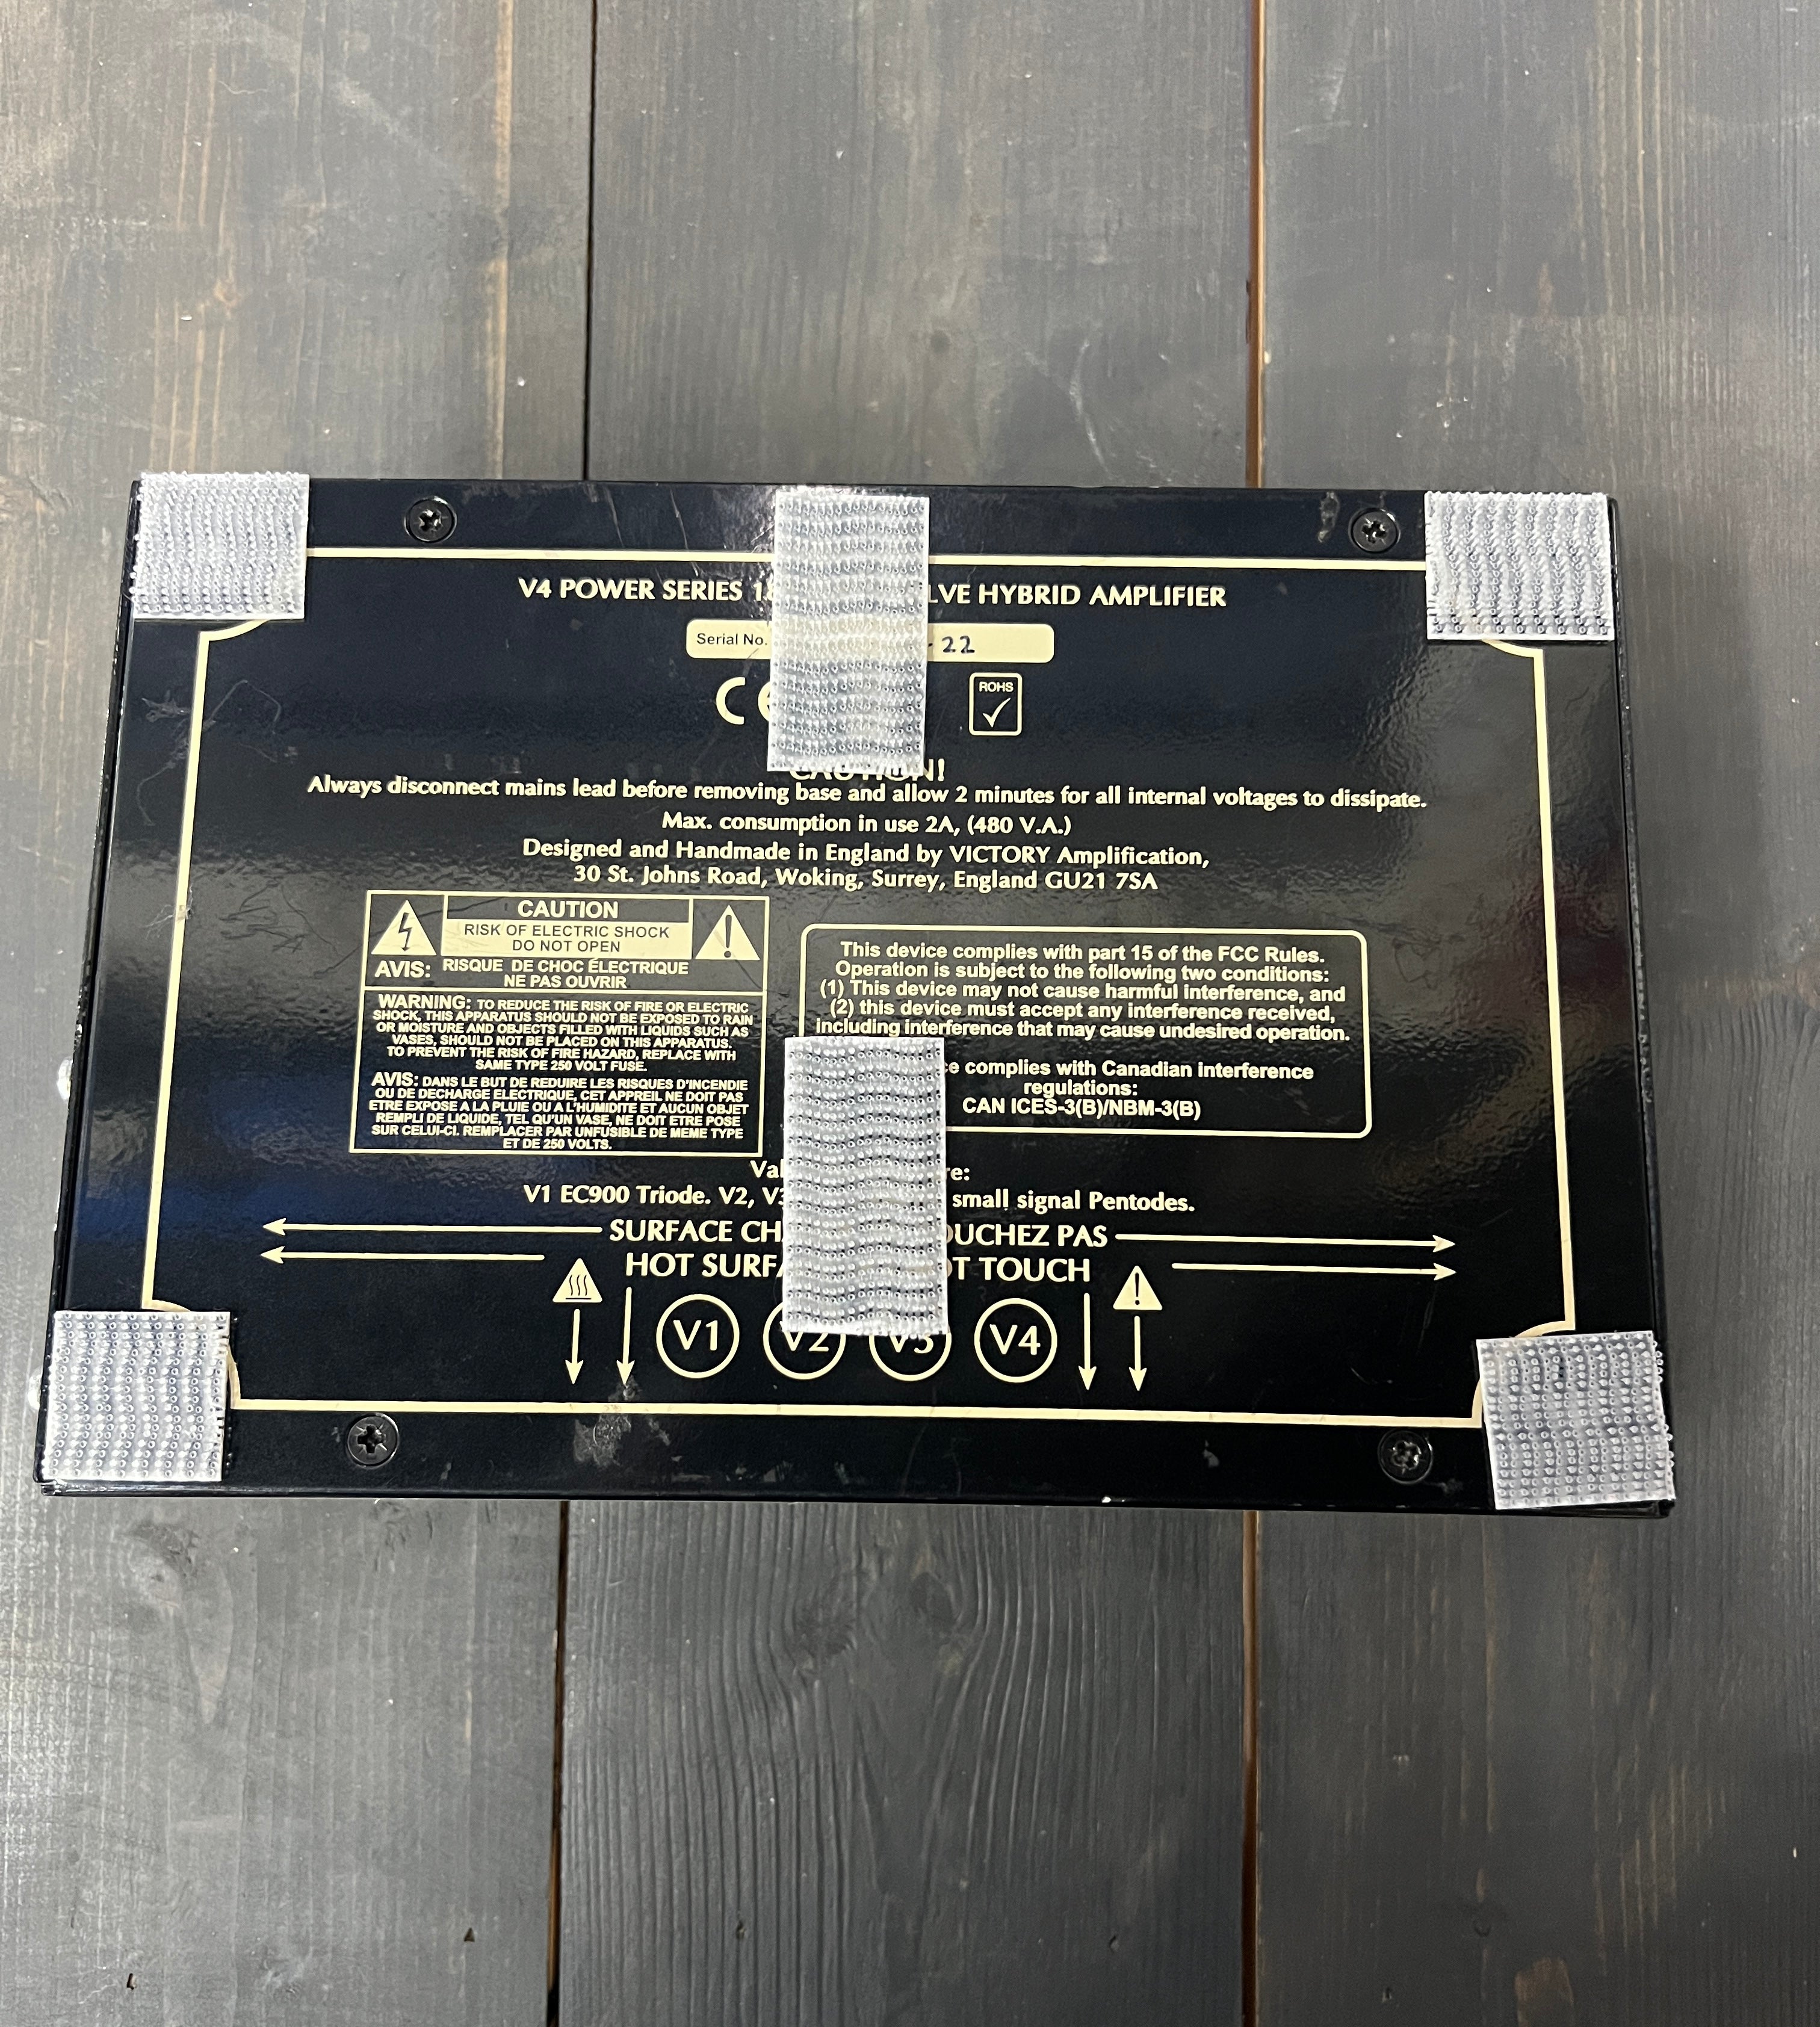 V4 POWER SERIES LVE HYBRID AMPLIFIER
Serial No. - 22
CE
ROHS
CAUTION!
Always disconnect mains lead before removing base and allow 2 minutes for all internal voltages to dissipate.
Max. consumption in use 2A, (480 V.A.)
Designed and Handmade in England by VICTORY Amplification,
30 St. Johns Road, Woking, Surrey, England GU21 7SA
CAUTION
RISK OF ELECTRIC SHOCK
DO NOT OPEN
AVIS: RISQUE DE CHOC ÉLECTRIQUE
NE PAS OUVRIR
WARNING: TO REDUCE THE RISK OF FIRE OR ELECTRIC
SHOCK, THIS APPARATUS SHOULD NOT BE EXPOSED TO RAIN
OR MOISTURE AND OBJECTS FILLED WITH LIQUIDS SUCH AS
VASES, SHOULD NOT BE PLACED ON THIS APPARATUS.
TO PREVENT THE RISK OF FIRE HAZARD, REPLACE WITH
SAME TYPE 250 VOLT FUSE.
AVIS: DANS LE BUT DE REDUIRE LES RISQUES D'INCENDIE
OU DE DECHARGE ELECTRIQUE, CET APPREIL NE DOIT PAS
ETRE EXPOSE A LA PLUIE OU A L'HUMIDITE ET AUCUN OBJET
REMPLI DE LIQUIDE, TEL QU'UN VASE, NE DOIT ETRE POSE
SUR CELUI-CI. REMPLACER PAR UNFUSIBLE DE MEME TYPE
ET DE 250 VOLTS.
This device complies with part 15 of the FCC Rules.
Operation is subject to the following two conditions:
(1) This device may not cause harmful interference, and
(2) this device must accept any interference received,
including interference that may cause undesired operation.
complies with Canadian interference
regulations:
CAN ICES-3(B)/NBM-3(B)
V1 EC900 Triode. V2, V3 small signal Pentodes.
SURFACE CH OUCHEZ PAS
HOT SURFA OT TOUCH
V1 V2 V3 V4